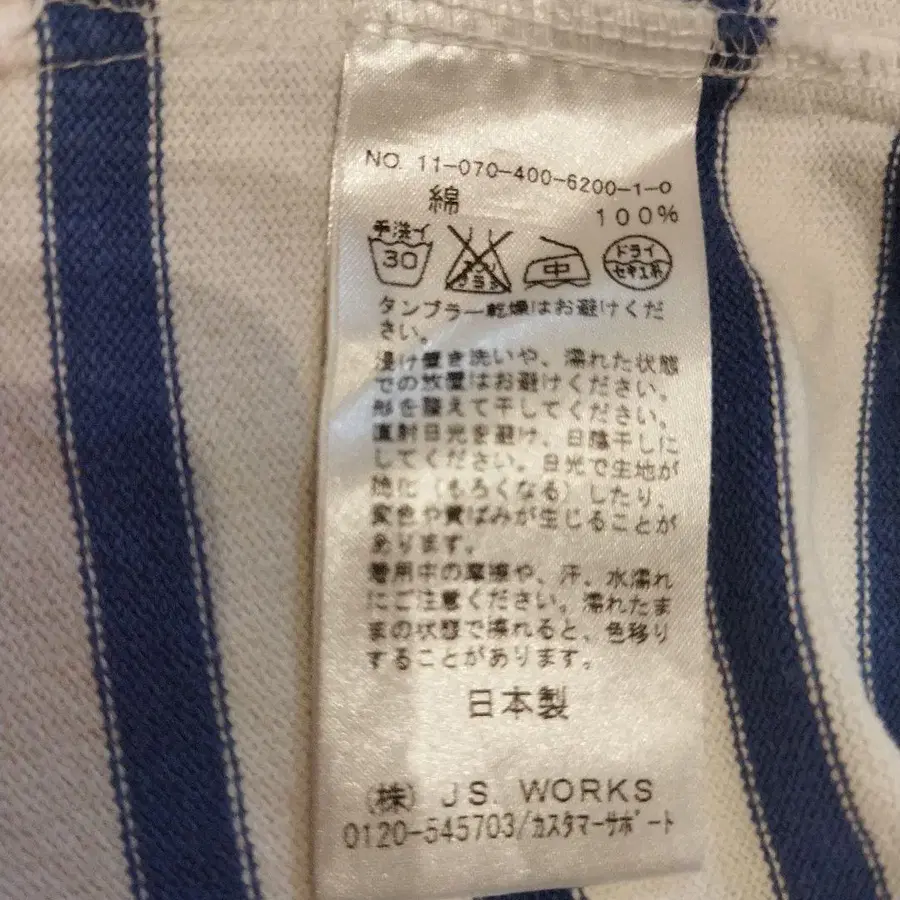 NO. 11-070-400-6200-1-0
綿
100%
手洗イ
30
エンソ
サラシ
中
ドライ
セキユ系
タンブラー乾燥はお避けくだ
さい。
浸け置き洗いや、濡れた状態
での放置はお避けください。
形を整えて干してください。
直射日光を避け、日陰干しに
してください。日光で生地が
脆化(もろくなる)したり、
変色や黄ばみが生じることが
あります。
着用中の摩擦や、汗、水濡れ
にご注意ください。濡れたま
まの状態で擦れると、色移り
することがあります。
日本製
(株) J.S. WORKS
0120-545703/カスタマーサポート